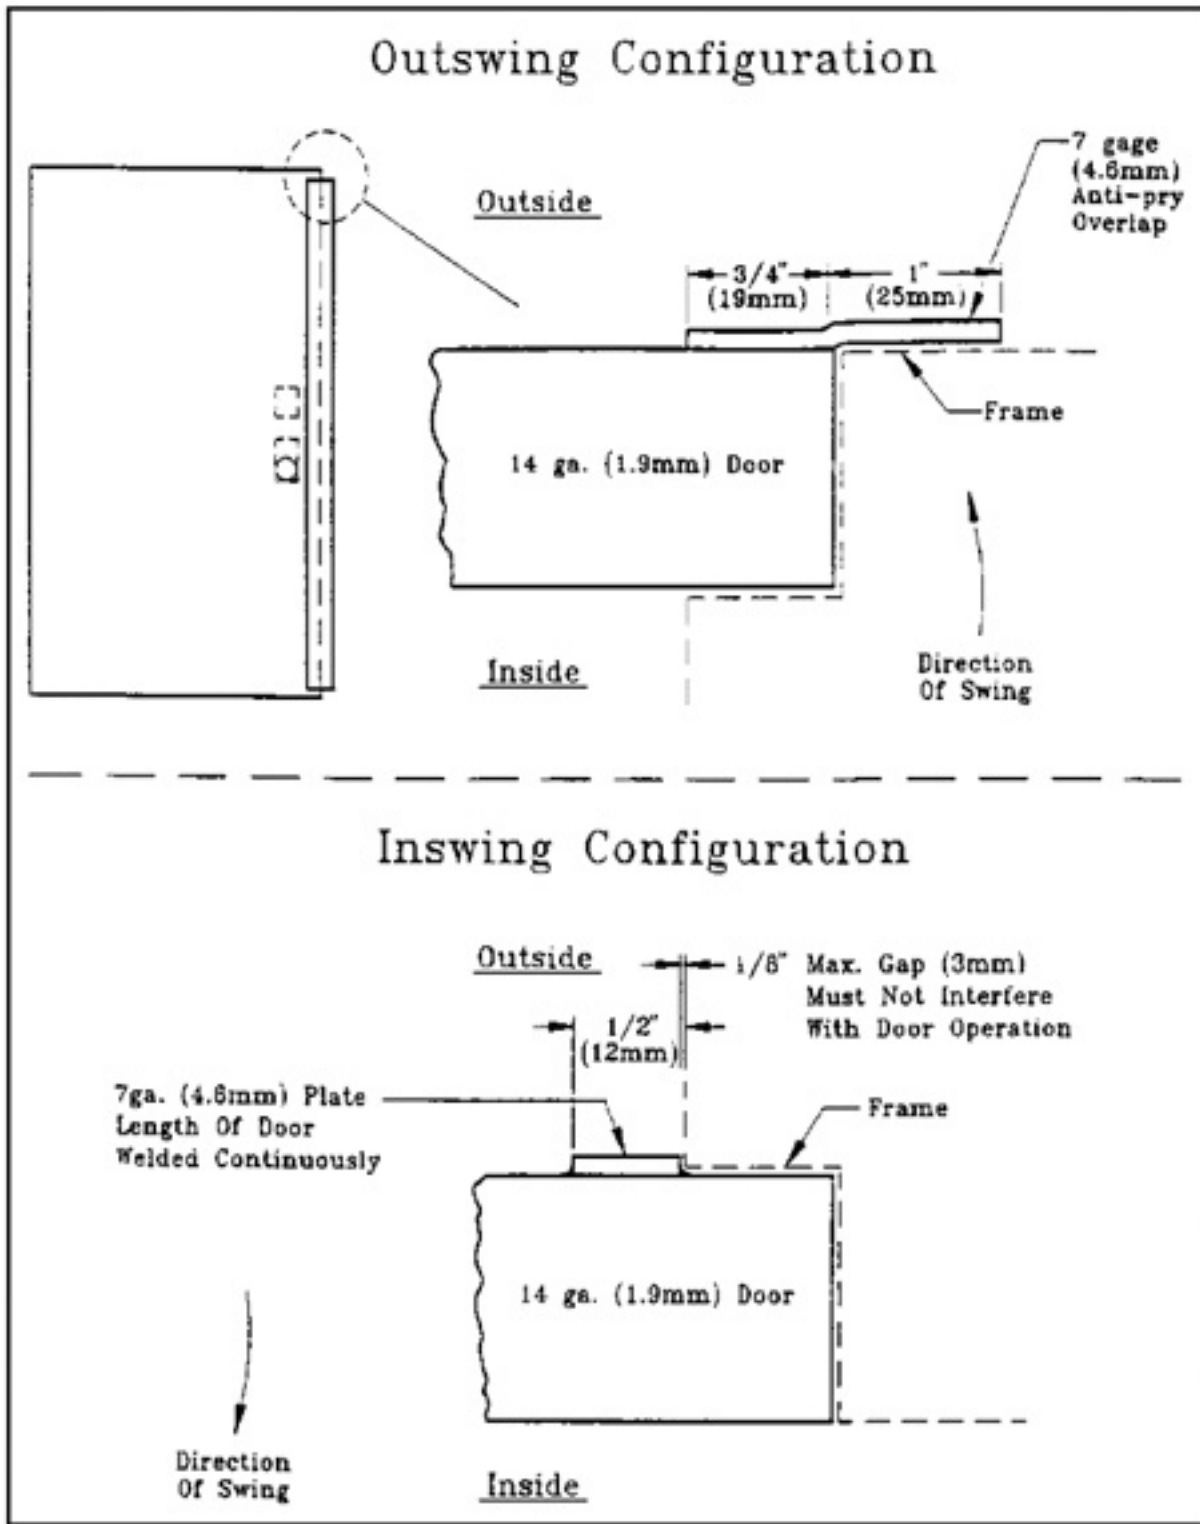 Outswing Configuration
7 gage
(4.6mm)
Anti-pry
Overlap
Outside
3/4"
(19mm)
1"
(25mm)
Frame
14 ga. (1.9mm) Door
Inside
Direction
Of Swing
Inswing Configuration
Outside
1/8" Max. Gap (3mm)
Must Not Interfere
With Door Operation
1/2"
(12mm)
7ga. (4.6mm) Plate
Length Of Door
Welded Continuously
Frame
14 ga. (1.9mm) Door
Direction
Of Swing
Inside